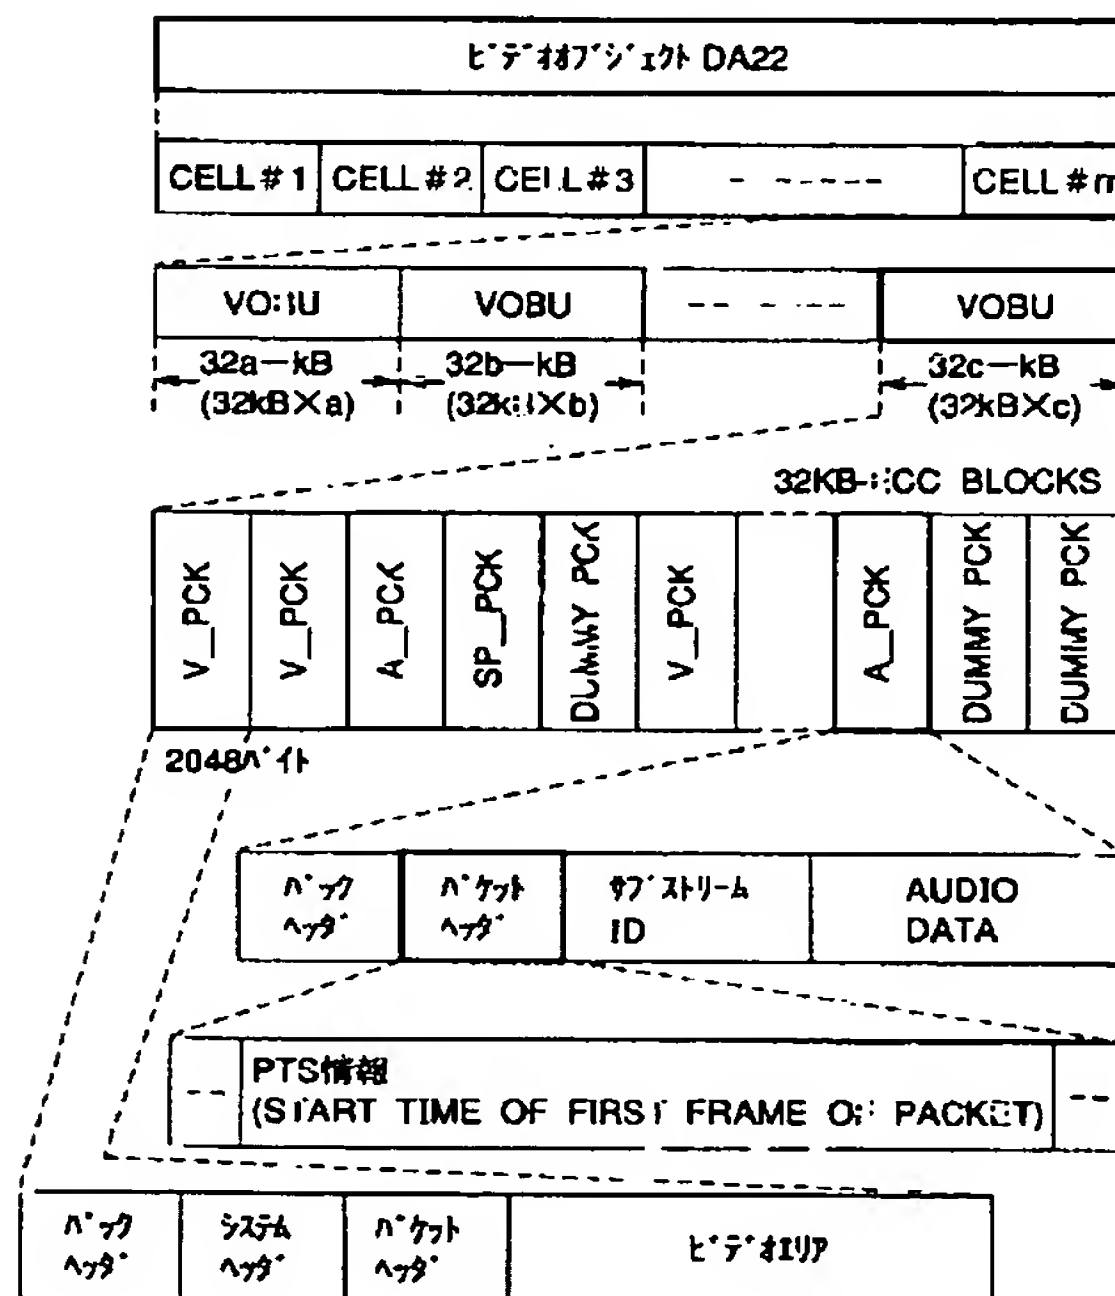 ビデオオブジェクト DA22
CELL#1 CELL#2 CELL#3 CELL#m
VOBU VOBU VOBU
32a-kB 32b-kB 32c-kB
(32kB×a) (32kB×b) (32kB×c)
32KB-ECC BLOCKS
V_PCK V_PCK A_PCK SP_PCK DUMMY PCK V_PCK A_PCK DUMMY PCK DUMMY PCK
2048バイト
パック パケット サブストリーム AUDIO
ヘッダ ヘッダ ID DATA
PTS情報
(START TIME OF FIRST FRAME OF PACKET)
パック システム パケット ビデオエリア
ヘッダ ヘッダ ヘッダ